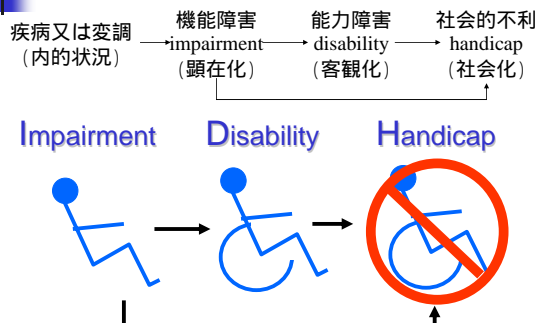 疾病又は変調
(内的状況)
機能障害
impairment
(顕在化)
能力障害
disability
(客観化)
社会的不利
handicap
(社会化)
Impairment
Disability
Handicap